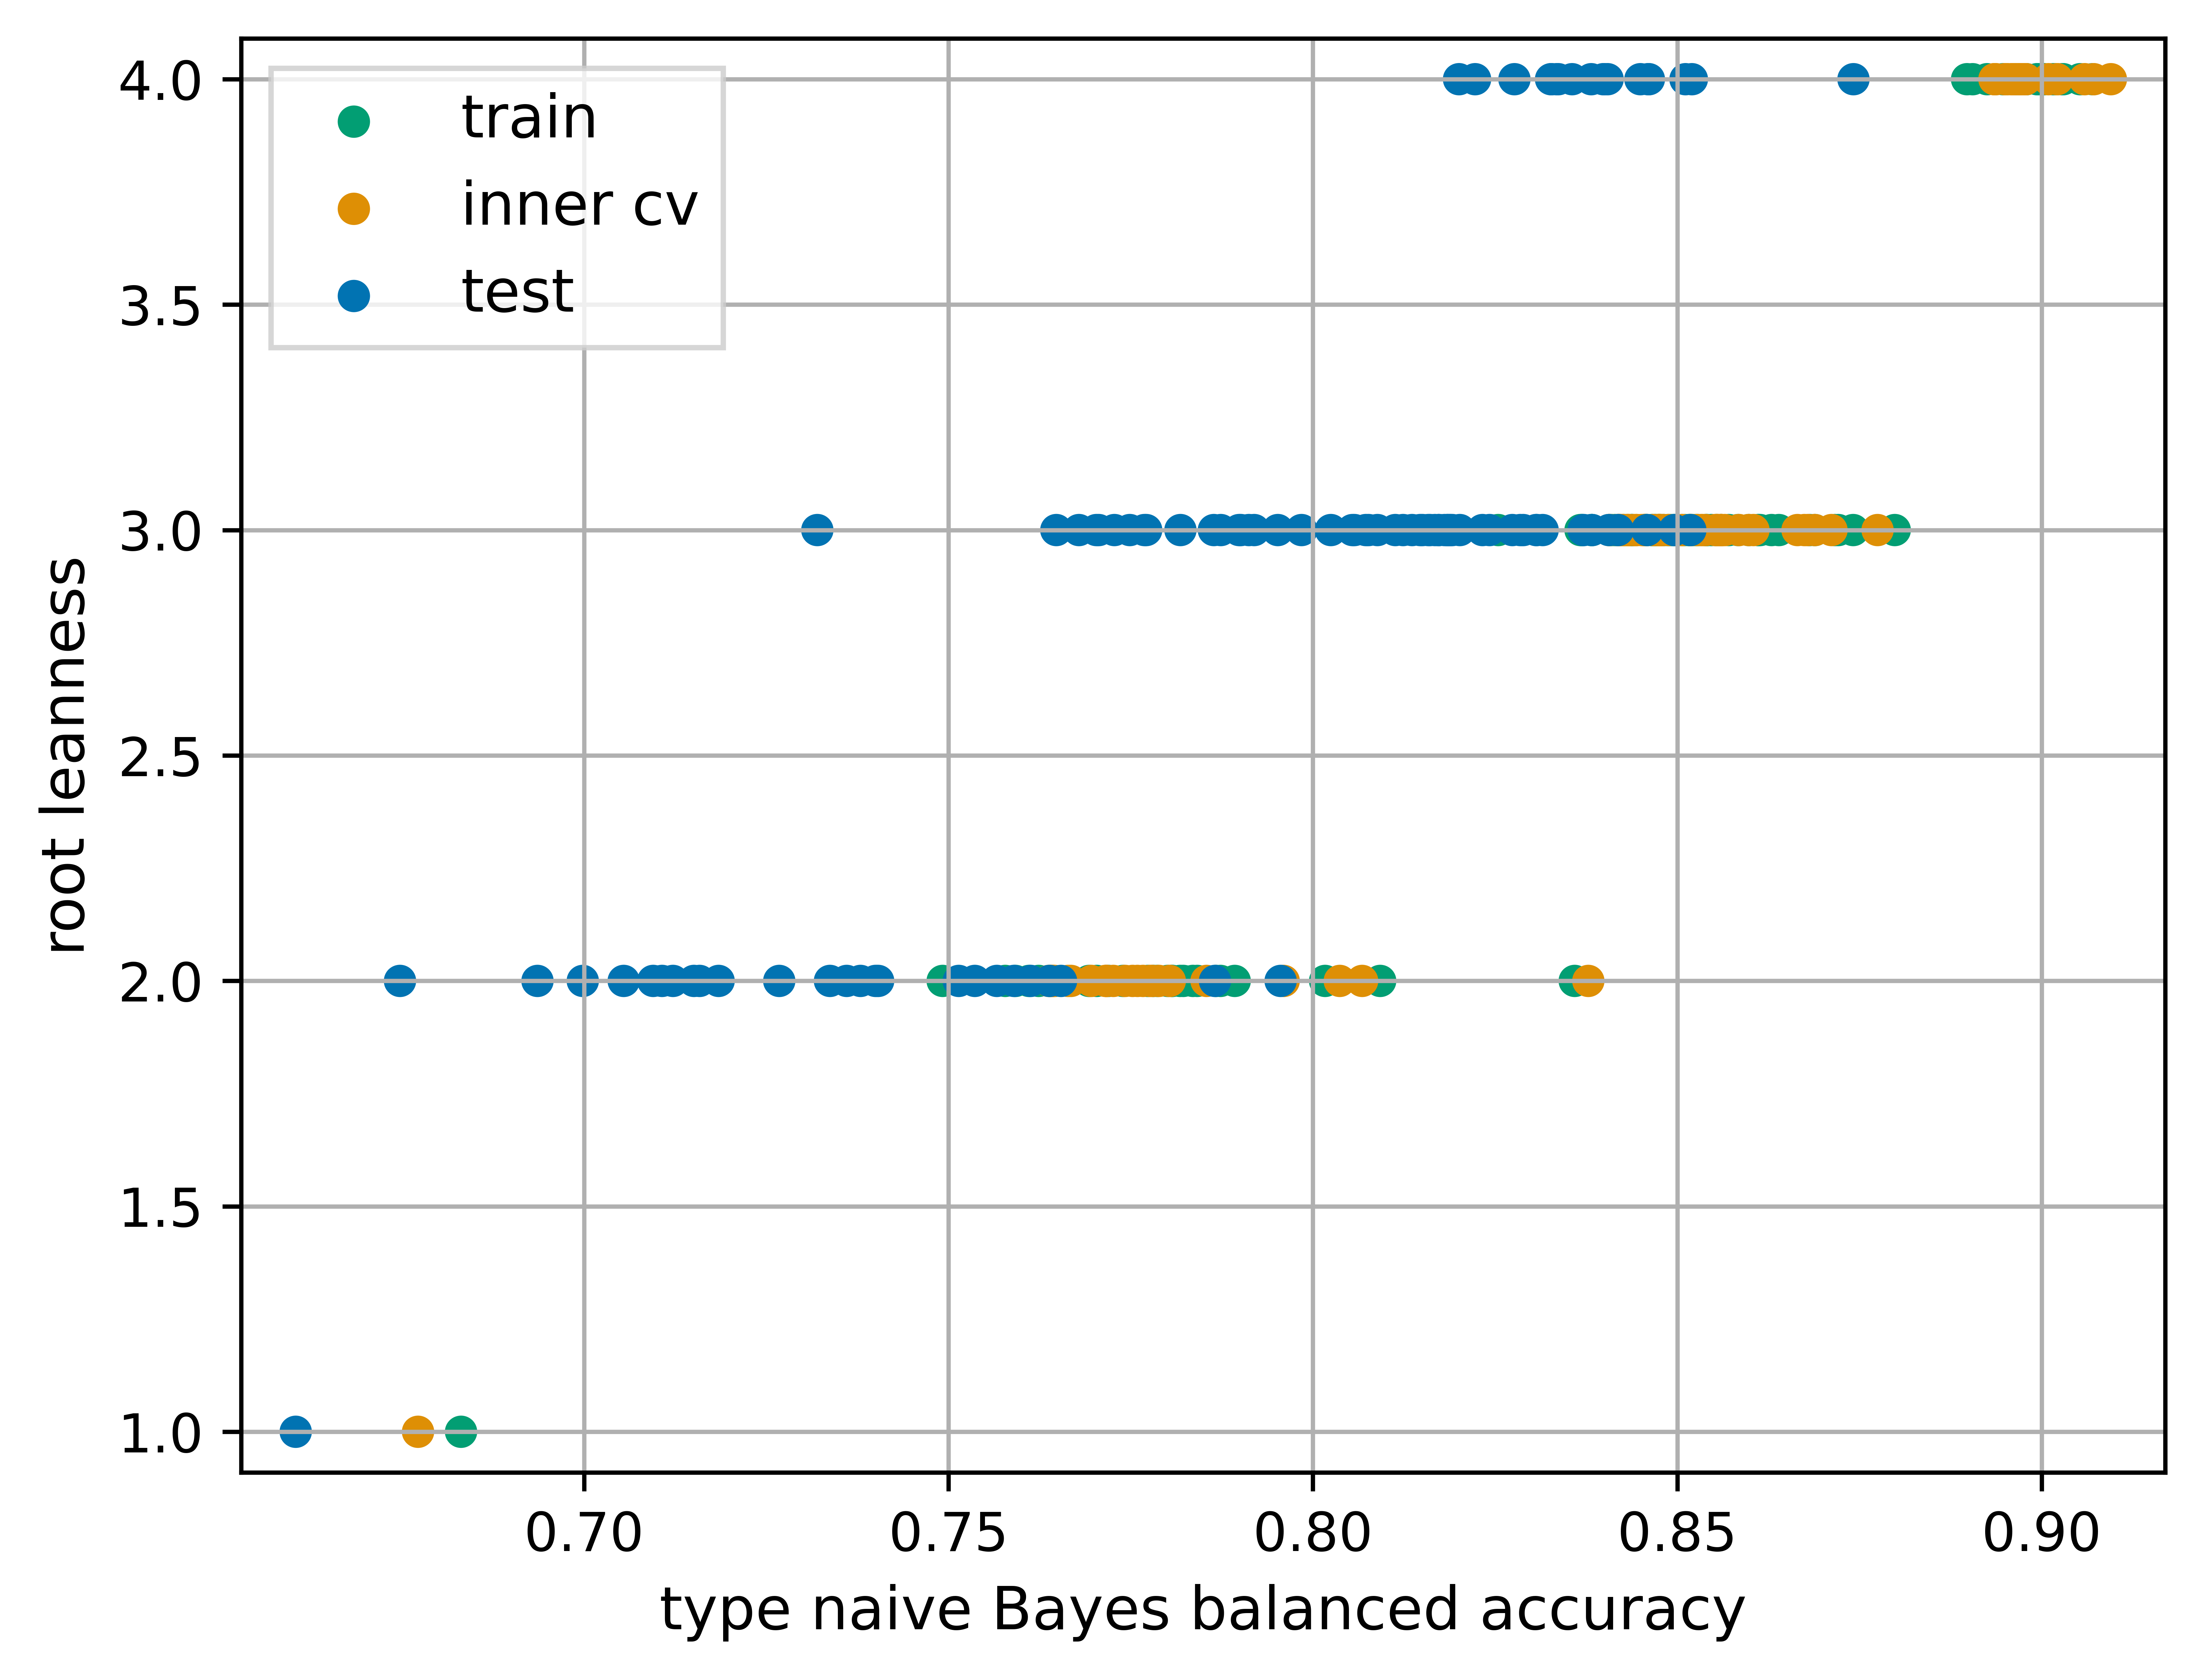 4.0
3.5
3.0
2.5
2.0
1.5
1.0
root leanness
train
inner cv
test
0.70 0.75 0.80 0.85 0.90
type naive Bayes balanced accuracy